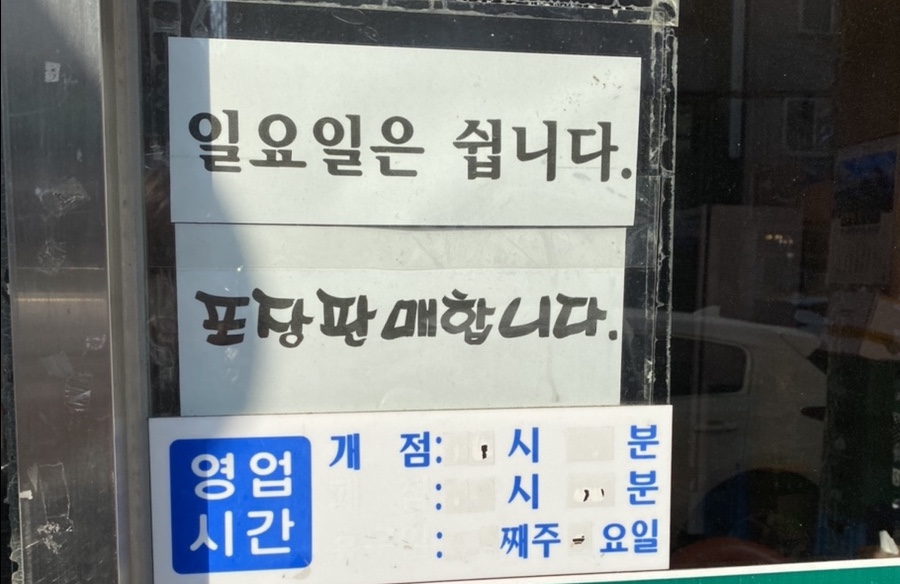 일요일은 쉽니다.
포장판매합니다.
영업
시간
개 점: 시 분
: 시 분
: 째주 요일